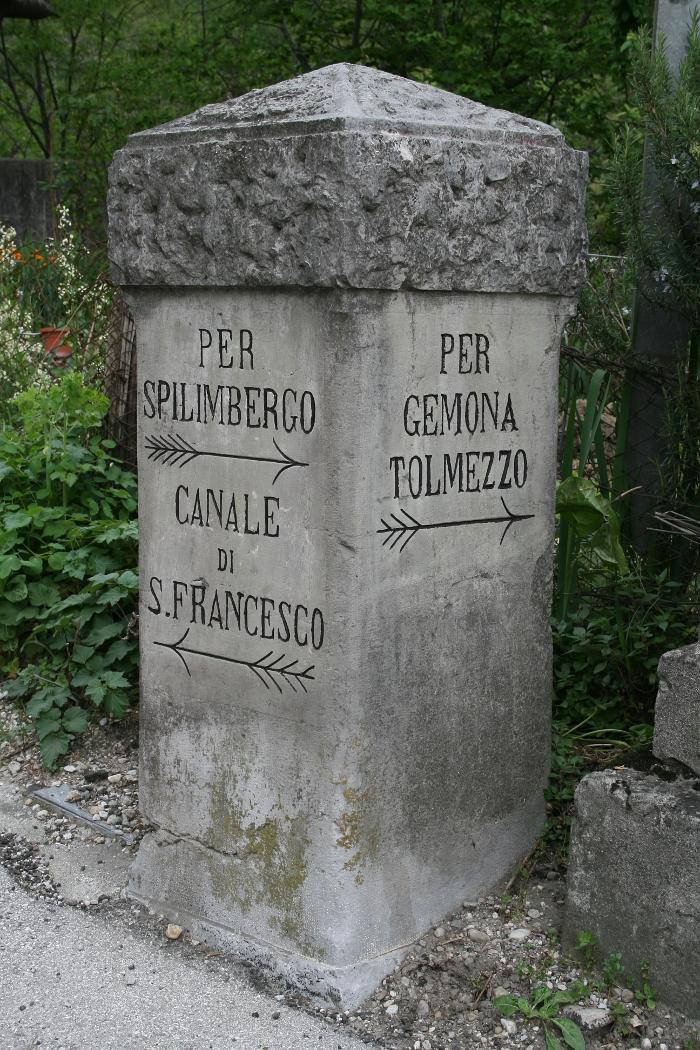 PER
SPILIMBERGO
CANALE
DI
S.FRANCESCO
PER
GEMONA
TOLMEZZO